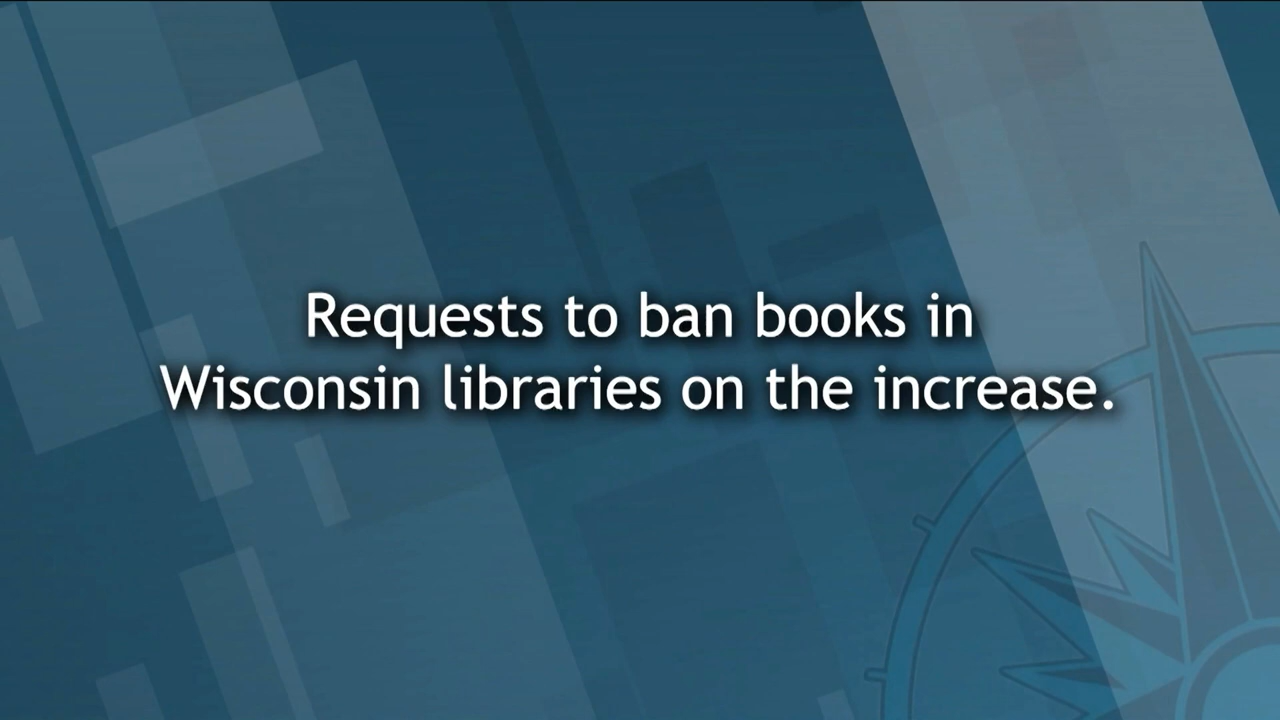 Requests to ban books in
Wisconsin libraries on the increase.